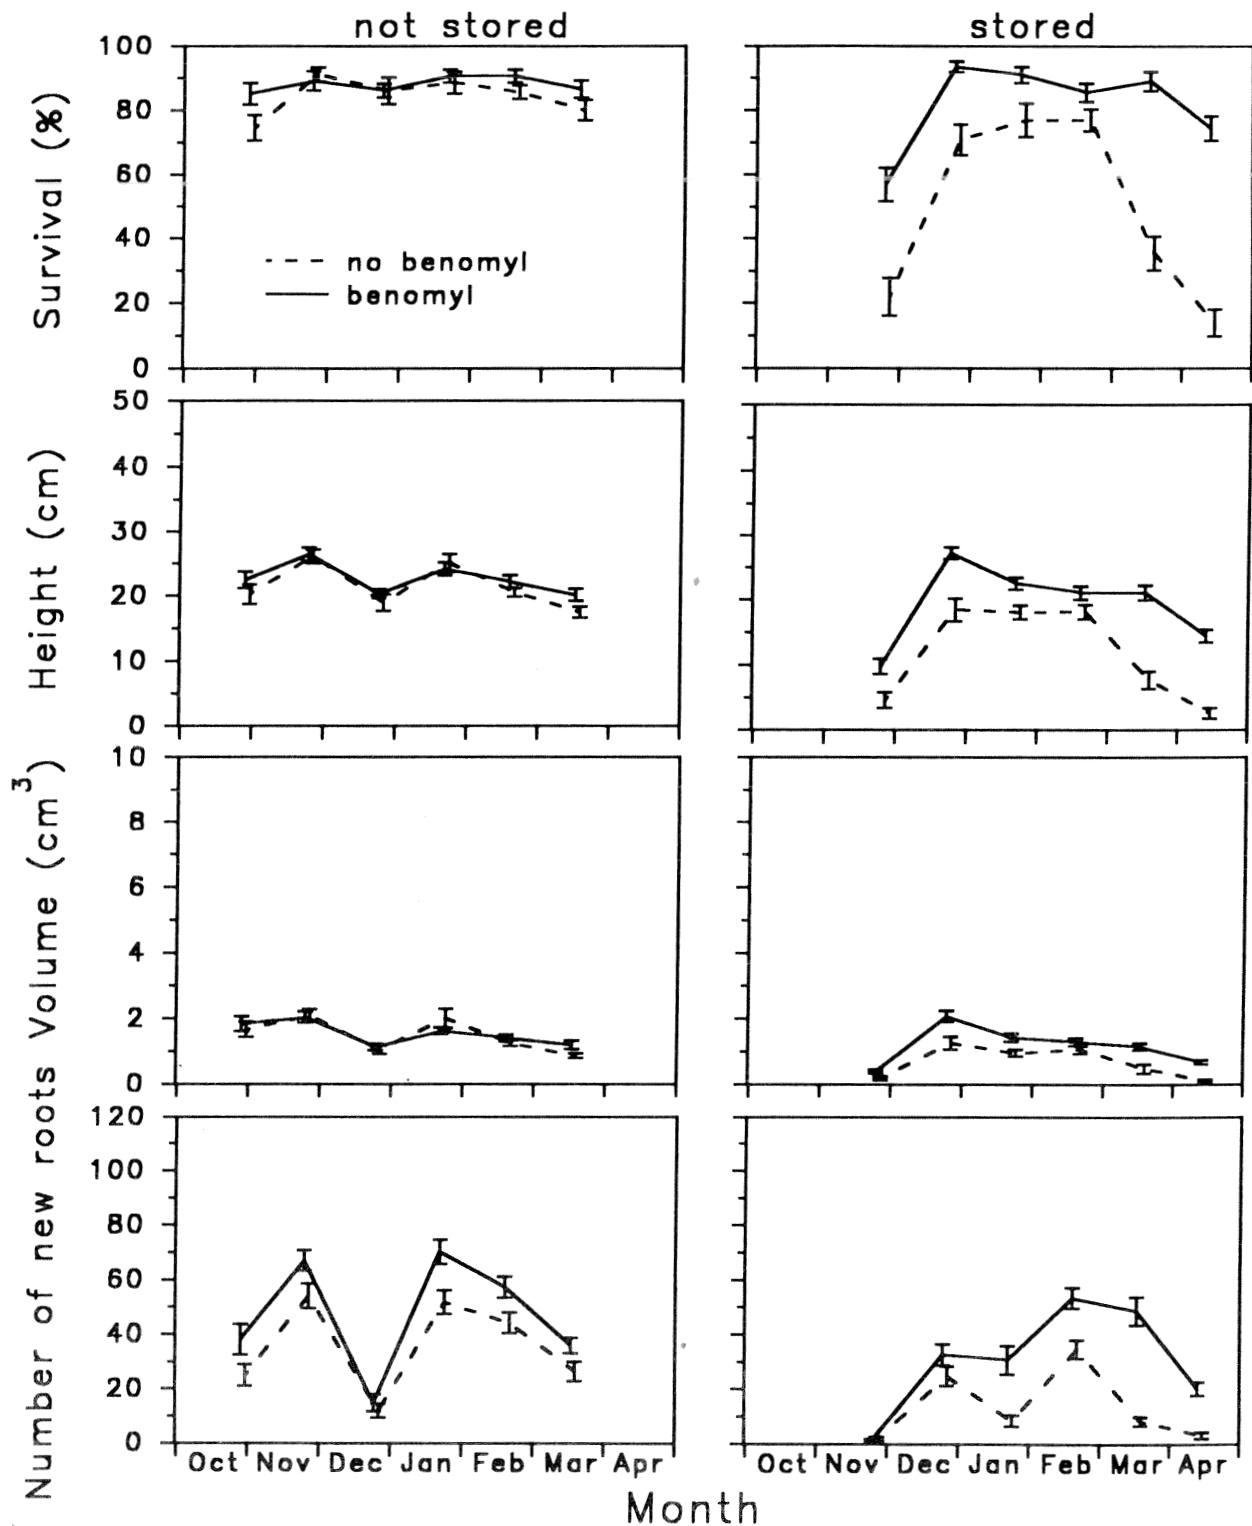 not stored
stored
Survival (%)
100
80
60
40
20
0
no benomyl
benomyl
Height (cm)
50
40
30
20
10
0
Volume (cm³)
10
8
6
4
2
0
Number of new roots
120
100
80
60
40
20
0
Oct Nov Dec Jan Feb Mar Apr
Oct Nov Dec Jan Feb Mar Apr
Month